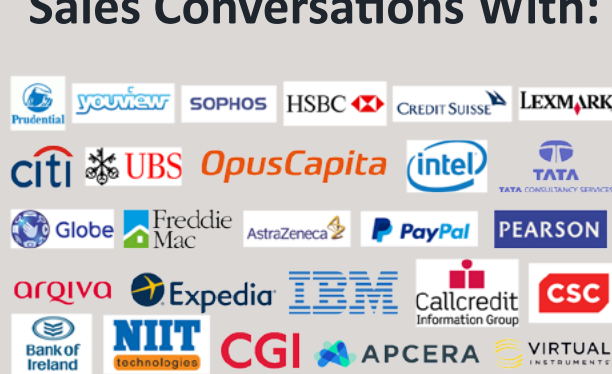 Sales Conversations With:
Prudential
youview
SOPHOS
HSBC
CREDIT SUISSE
LEXMARK
citi
UBS
OpusCapita
intel
TATA
TATA CONSULTANCY SERVICES
Globe
Freddie
Mac
AstraZeneca
PayPal
PEARSON
arqiva
Expedia
IBM
Callcredit
Information Group
CSC
Bank of
Ireland
NIIT
technologies
CGI
APCERA
VIRTUAL
INSTRUMENTS